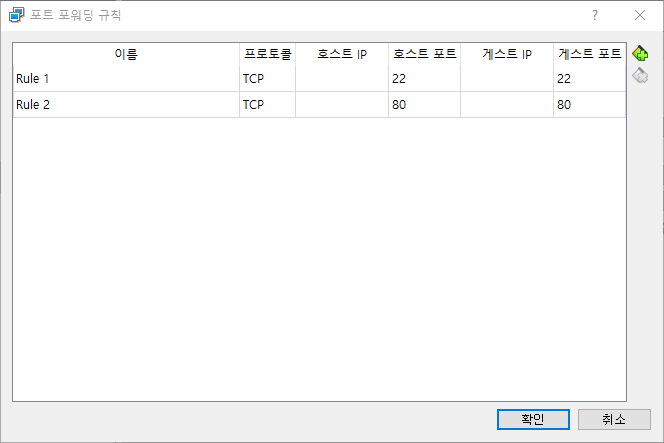 포트 포워딩 규칙
이름 프로토콜 호스트 IP 호스트 포트 게스트 IP 게스트 포트
Rule 1 TCP 22 22
Rule 2 TCP 80 80
확인 취소